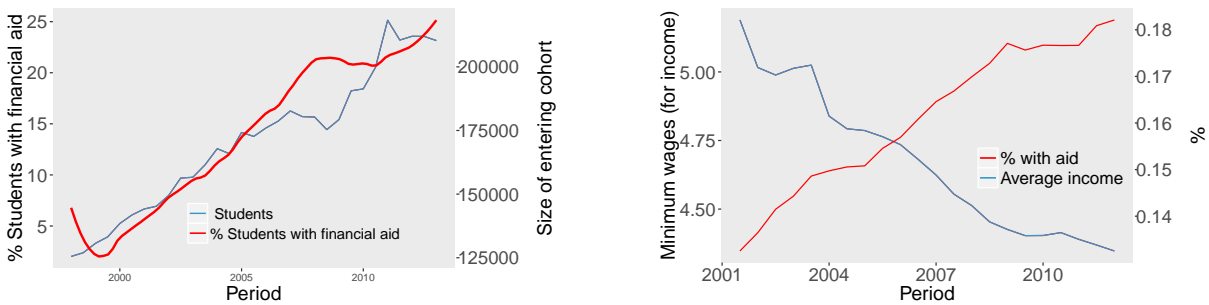 % Students with financial aid
25
20
15
10
5
Students
% Students with financial aid
2000
2005
2010
Period
200000
175000
150000
125000
Size of entering cohort
Minimum wages (for income)
5.00
4.75
4.50
% with aid
Average income
2001
2004
2007
2010
Period
0.18
0.17
0.16
0.15
0.14
%